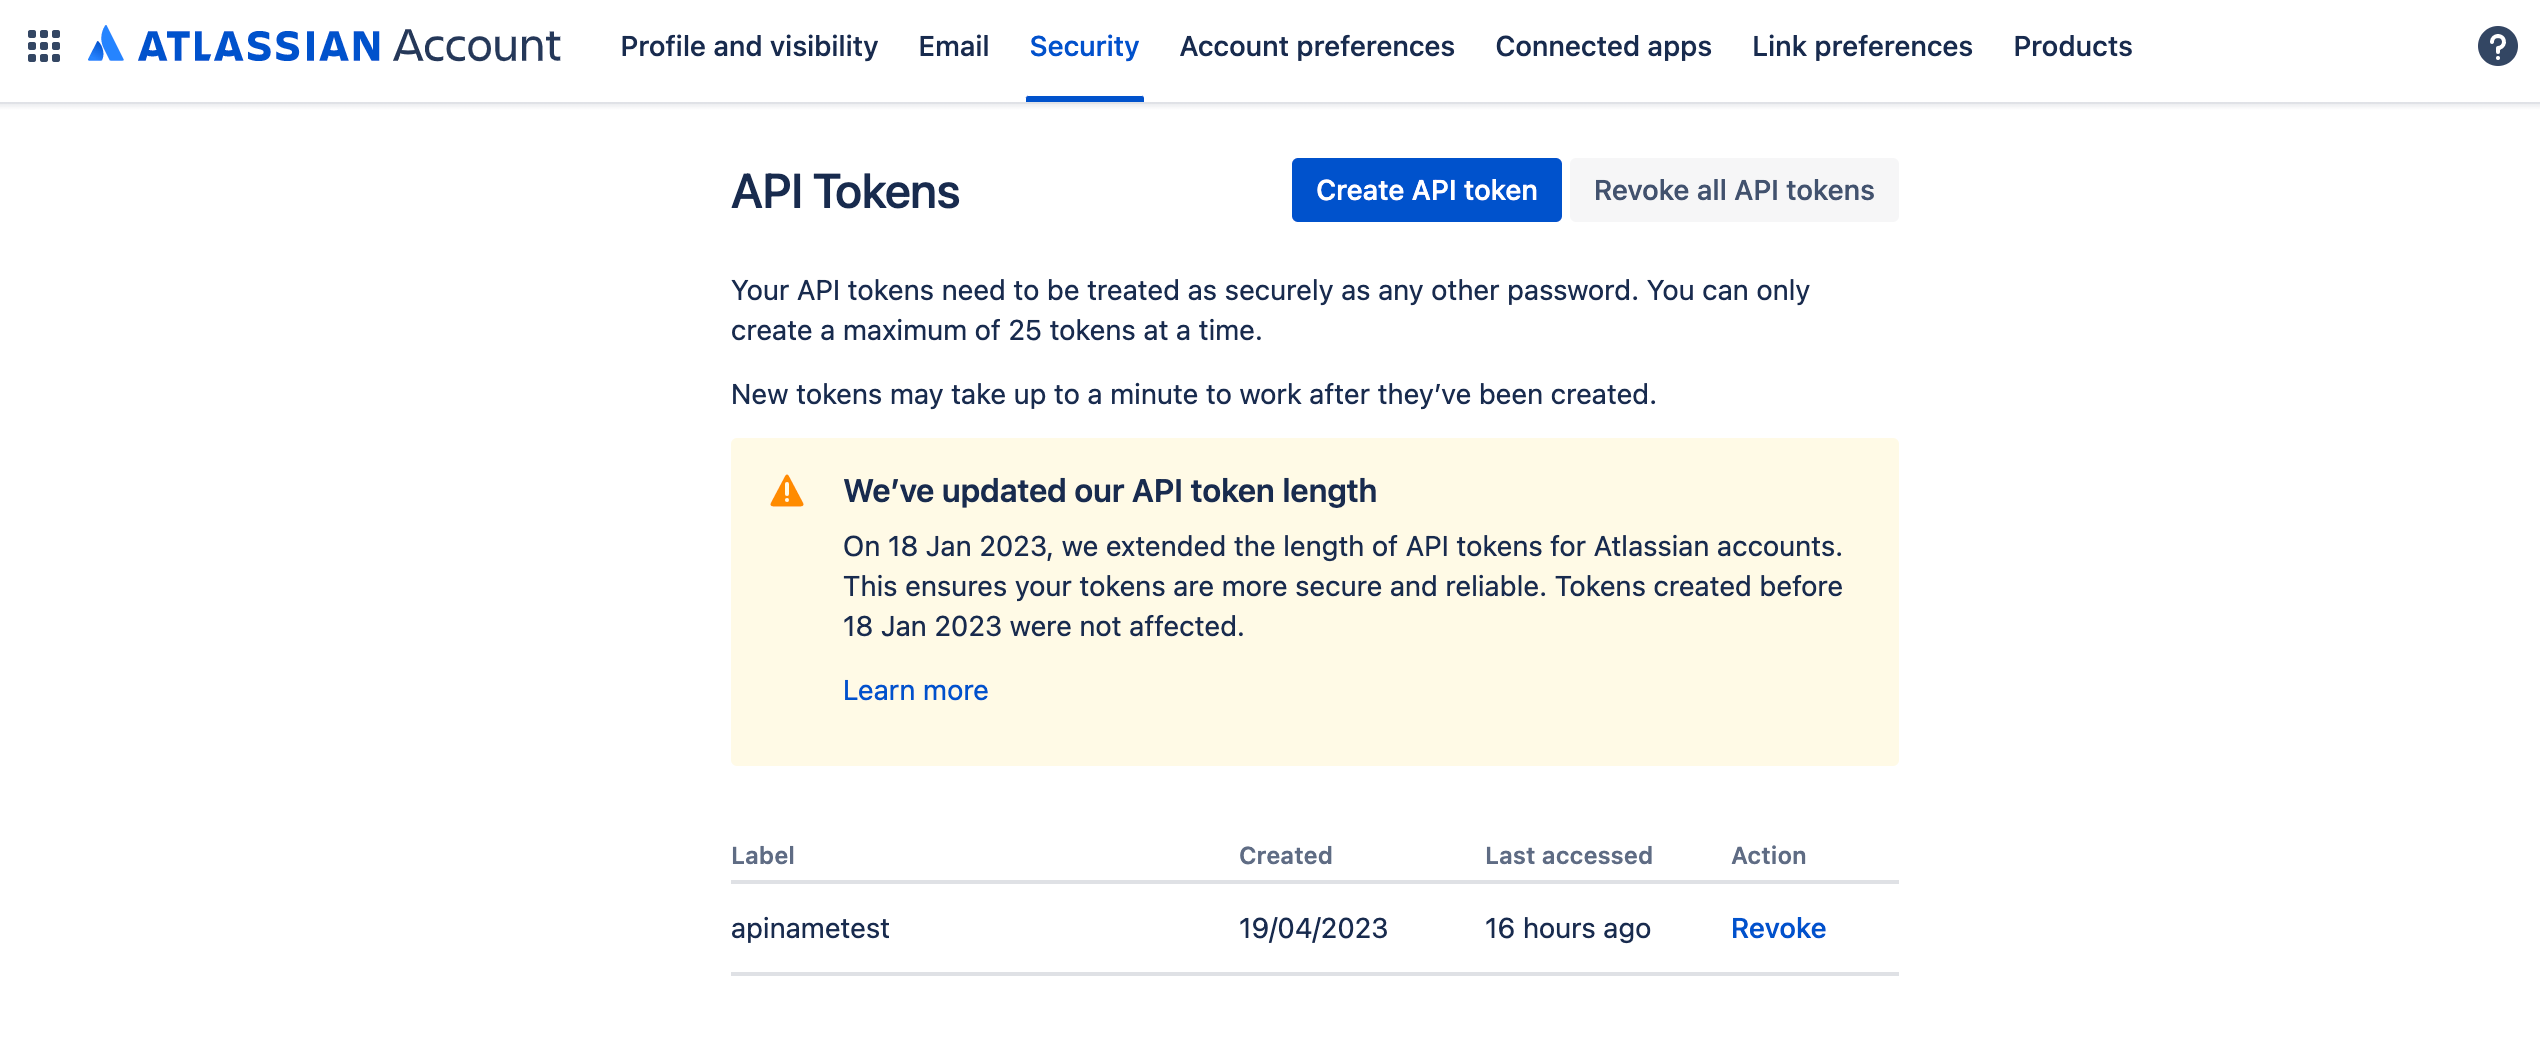 ATLASSIAN Account Profile and visibility Email Security Account preferences Connected apps Link preferences Products ?
API Tokens Create API token Revoke all API tokens
Your API tokens need to be treated as securely as any other password. You can only
create a maximum of 25 tokens at a time.
New tokens may take up to a minute to work after they’ve been created.
We’ve updated our API token length
On 18 Jan 2023, we extended the length of API tokens for Atlassian accounts.
This ensures your tokens are more secure and reliable. Tokens created before
18 Jan 2023 were not affected.
Learn more
Label Created Last accessed Action
apinametest 19/04/2023 16 hours ago Revoke